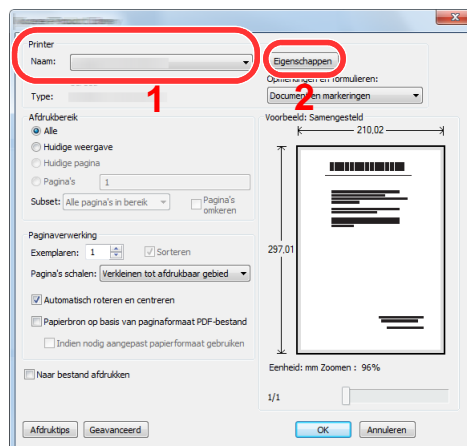 Printer
Naam:
Eigenschappen
1
2
Opmerkingen en formulieren:
Type:
Document en markeringen
Afdrukbereik
Alle
Huidige weergave
Huidige pagina
Pagina's
1
Subset:
Alle pagina's in bereik
Pagina's
omkeren
Voorbeeld: Samengesteld
210,02
297,01
Paginaverwerking
Exemplaren:
1
Sorteren
Pagina's schalen:
Verkleinen tot afdrukbaar gebied
Automatisch roteren en centreren
Papierbron op basis van paginaformaat PDF-bestand
Indien nodig aangepast papierformaat gebruiken
Naar bestand afdrukken
Eenheid: mm Zoomen : 96%
1/1
Afdruktips
Geavanceerd
OK
Annuleren